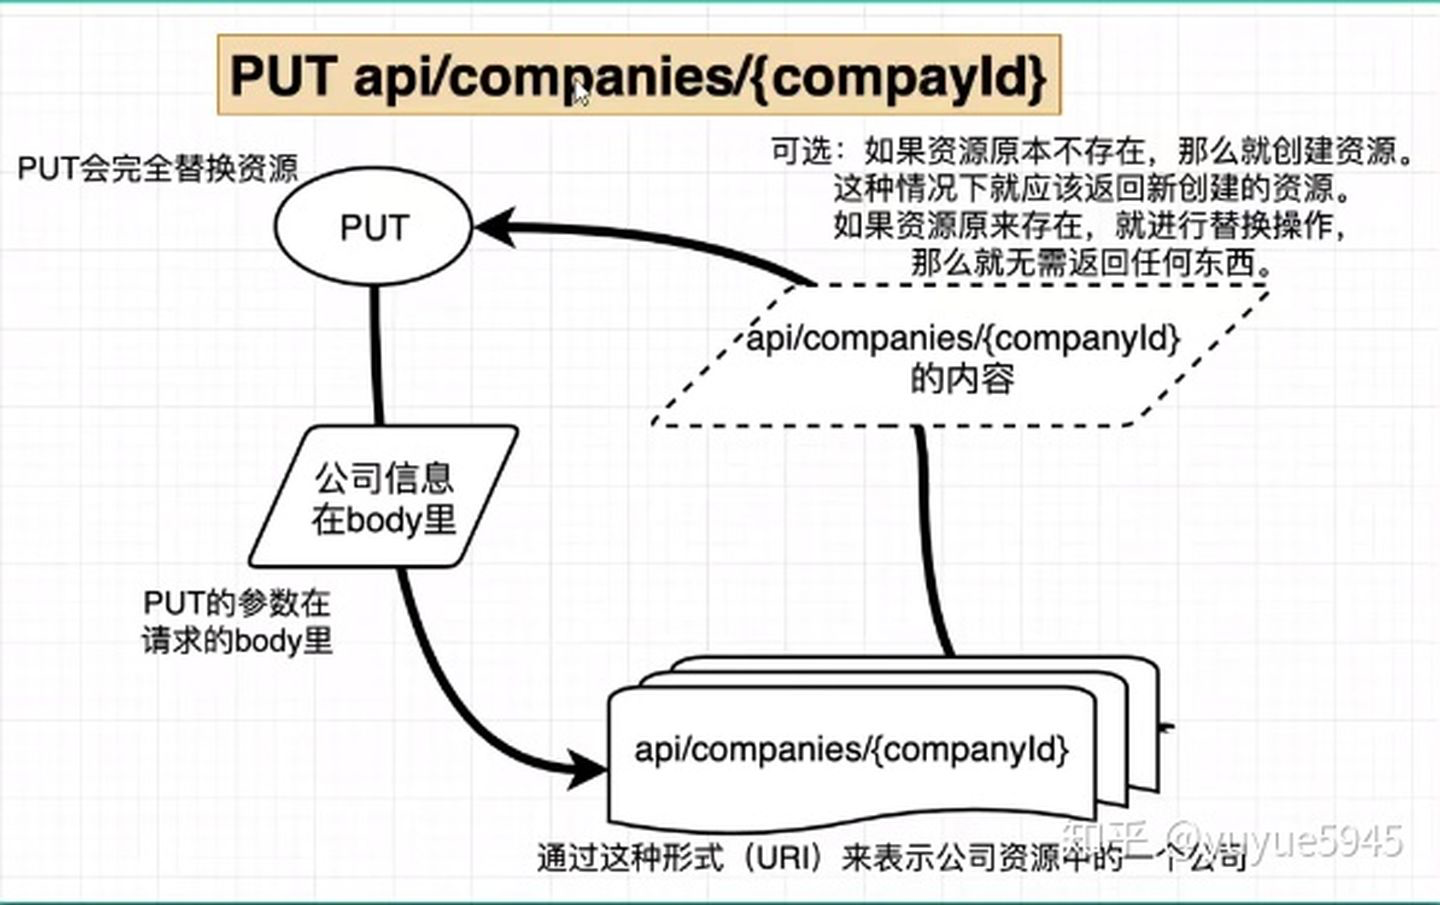 PUT api/companies/{compayId}
PUT会完全替换资源
可选：如果资源原本不存在，那么就创建资源。
这种情况下就应该返回新创建的资源。
如果资源原来存在，就进行替换操作，
那么就无需返回任何东西。
PUT
api/companies/{companyId}
的内容
公司信息
在body里
PUT的参数在
请求的body里
api/companies/{companyId}
通过这种形式（URI）来表示公司资源中的一个公司
知乎 @yuyue5945